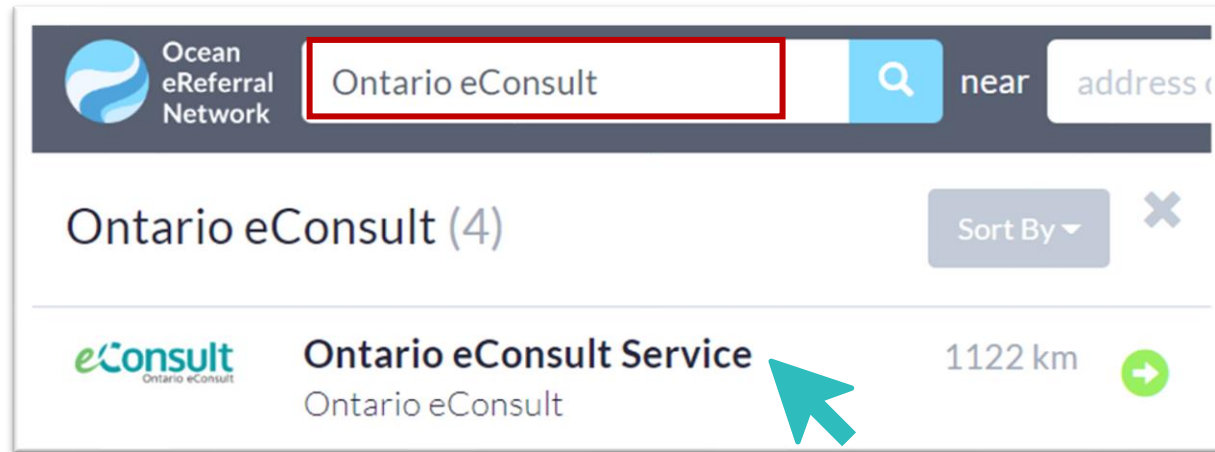 Ocean
eReferral
Network
Ontario eConsult
near
address
Ontario eConsult (4)
Sort By
eConsult
Ontario eConsult
Ontario eConsult Service
1122 km
Ontario eConsult